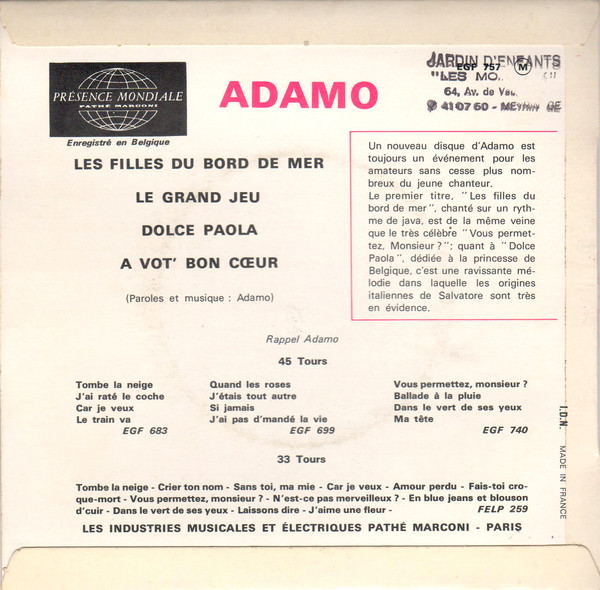 PRÉSENCE MONDIALE
PATHÉ MARCONI
Enregistré en Belgique
ADAMO
EGF 757 M
JARDIN D'ENFANTS
"LES
64, Av. de
41 07 60 - MEYRIN GE
LES FILLES DU BORD DE MER
LE GRAND JEU
DOLCE PAOLA
A VOT' BON CŒUR
(Paroles et musique : Adamo)
Un nouveau disque d'Adamo est
toujours un événement pour les
amateurs sans cesse plus nom-
breux du jeune chanteur.
Le premier titre, "Les filles du
bord de mer", chanté sur un ryth-
me de java, est de la même veine
que le très célèbre "Vous permet-
tez, Monsieur ?"; quant à "Dolce
Paola", dédiée à la princesse de
Belgique, c'est une ravissante mé-
lodie dans laquelle les origines
italiennes de Salvatore sont très
en évidence.
Rappel Adamo
45 Tours
Tombe la neige
J'ai raté le coche
Car je veux
Le train va
EGF 683
Quand les roses
J'étais tout autre
Si jamais
J'ai pas d'mandé la vie
EGF 699
Vous permettez, monsieur ?
Ballade à la pluie
Dans le vert de ses yeux
Ma tête
EGF 740
33 Tours
Tombe la neige - Crier ton nom - Sans toi, ma mie - Car je veux - Amour perdu - Fais-toi cro-
que-mort - Vous permettez, monsieur ? - N'est-ce pas merveilleux ? - En blue jeans et blouson
d'cuir - Dans le vert de ses yeux - Laissons dire - J'aime une fleur - FELP 259
LES INDUSTRIES MUSICALES ET ÉLECTRIQUES PATHÉ MARCONI - PARIS
I.D.N. MADE IN FRANCE